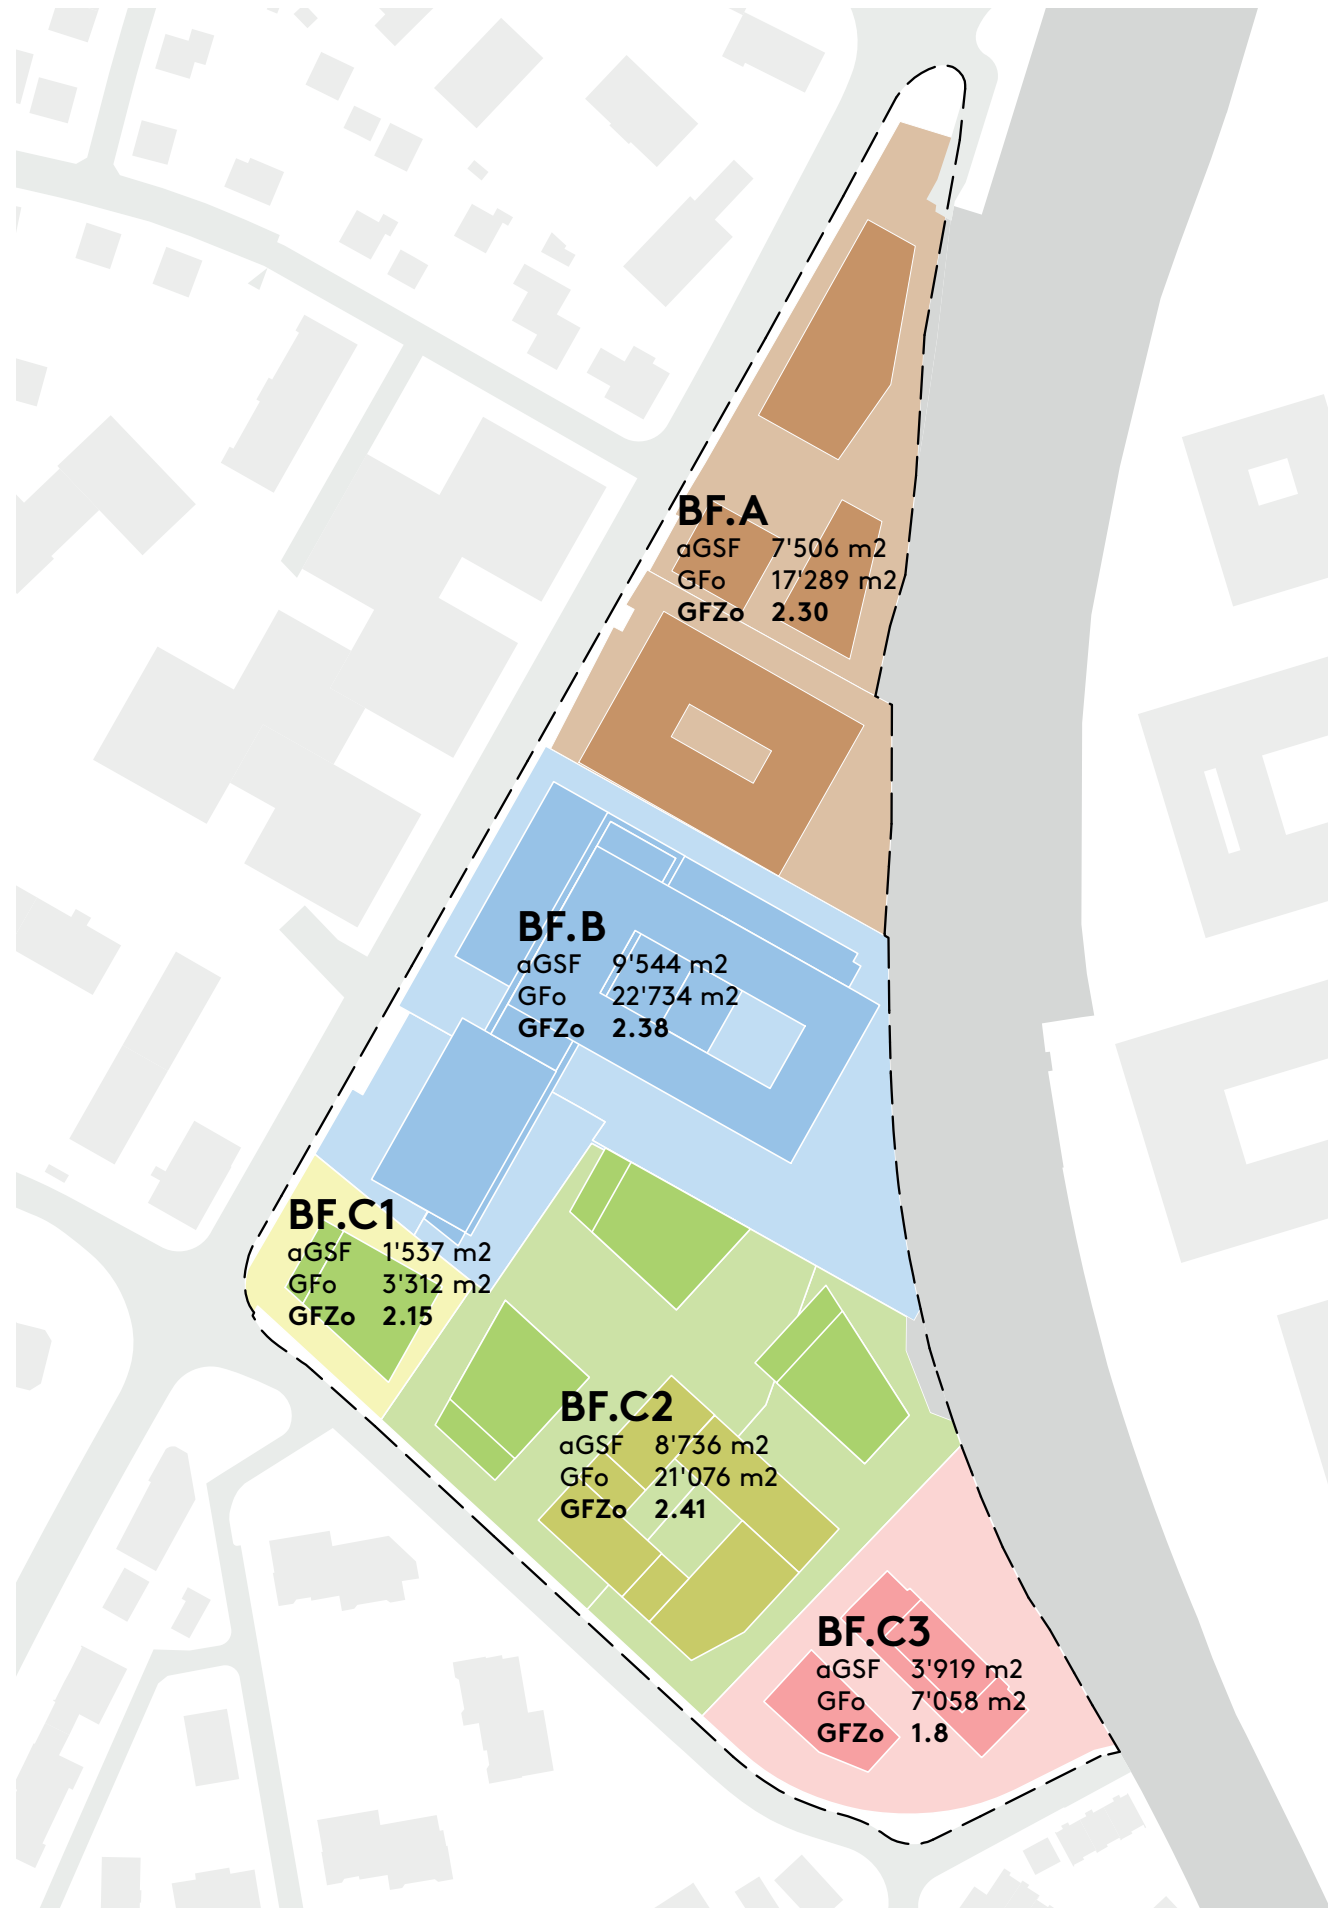 BF.A
aGSF 7'506 m2
GFo 17'289 m2
GFZo 2.30
BF.B
aGSF 9'544 m2
GFo 22'734 m2
GFZo 2.38
BF.C1
aGSF 1'537 m2
GFo 3'312 m2
GFZo 2.15
BF.C2
aGSF 8'736 m2
GFo 21'076 m2
GFZo 2.41
BF.C3
aGSF 3'919 m2
GFo 7'058 m2
GFZo 1.8